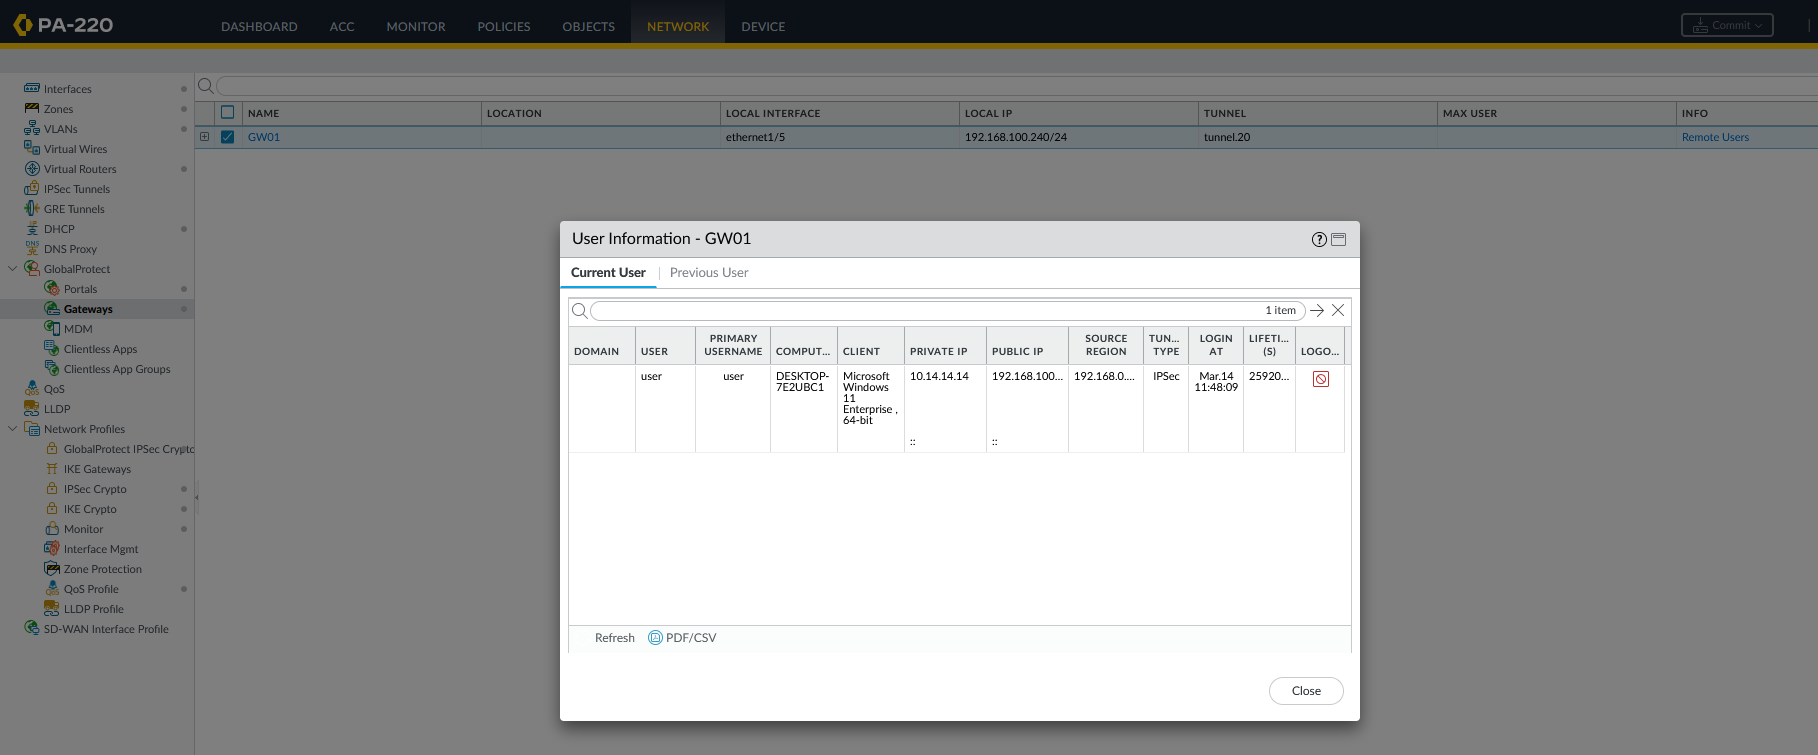 PA-220
DASHBOARD ACC MONITOR POLICIES OBJECTS NETWORK DEVICE Commit
Interfaces
Zones
VLANs
Virtual Wires
Virtual Routers
IPSec Tunnels
GRE Tunnels
DHCP
DNS Proxy
GlobalProtect
Portals
Gateways
MDM
Clientless Apps
Clientless App Groups
QoS
LLDP
Network Profiles
GlobalProtect IPSec Crypto
IKE Gateways
IPSec Crypto
IKE Crypto
Monitor
Interface Mgmt
Zone Protection
QoS Profile
LLDP Profile
SD-WAN Interface Profile
NAME LOCATION LOCAL INTERFACE LOCAL IP TUNNEL MAX USER INFO
GW01 ethernet1/5 192.168.100.240/24 tunnel.20 Remote Users
User Information - GW01
Current User Previous User
1 item
DOMAIN USER PRIMARY USERNAME COMPUT... CLIENT PRIVATE IP PUBLIC IP SOURCE REGION TUN... TYPE LOGIN AT LIFETI... (S) LOGO...
user user DESKTOP-7E2UBC1 Microsoft Windows 11 Enterprise , 64-bit 10.14.14.14 192.168.100... 192.168.0.... IPSec Mar.14 11:48:09 25920...
:: ::
Refresh PDF/CSV
Close